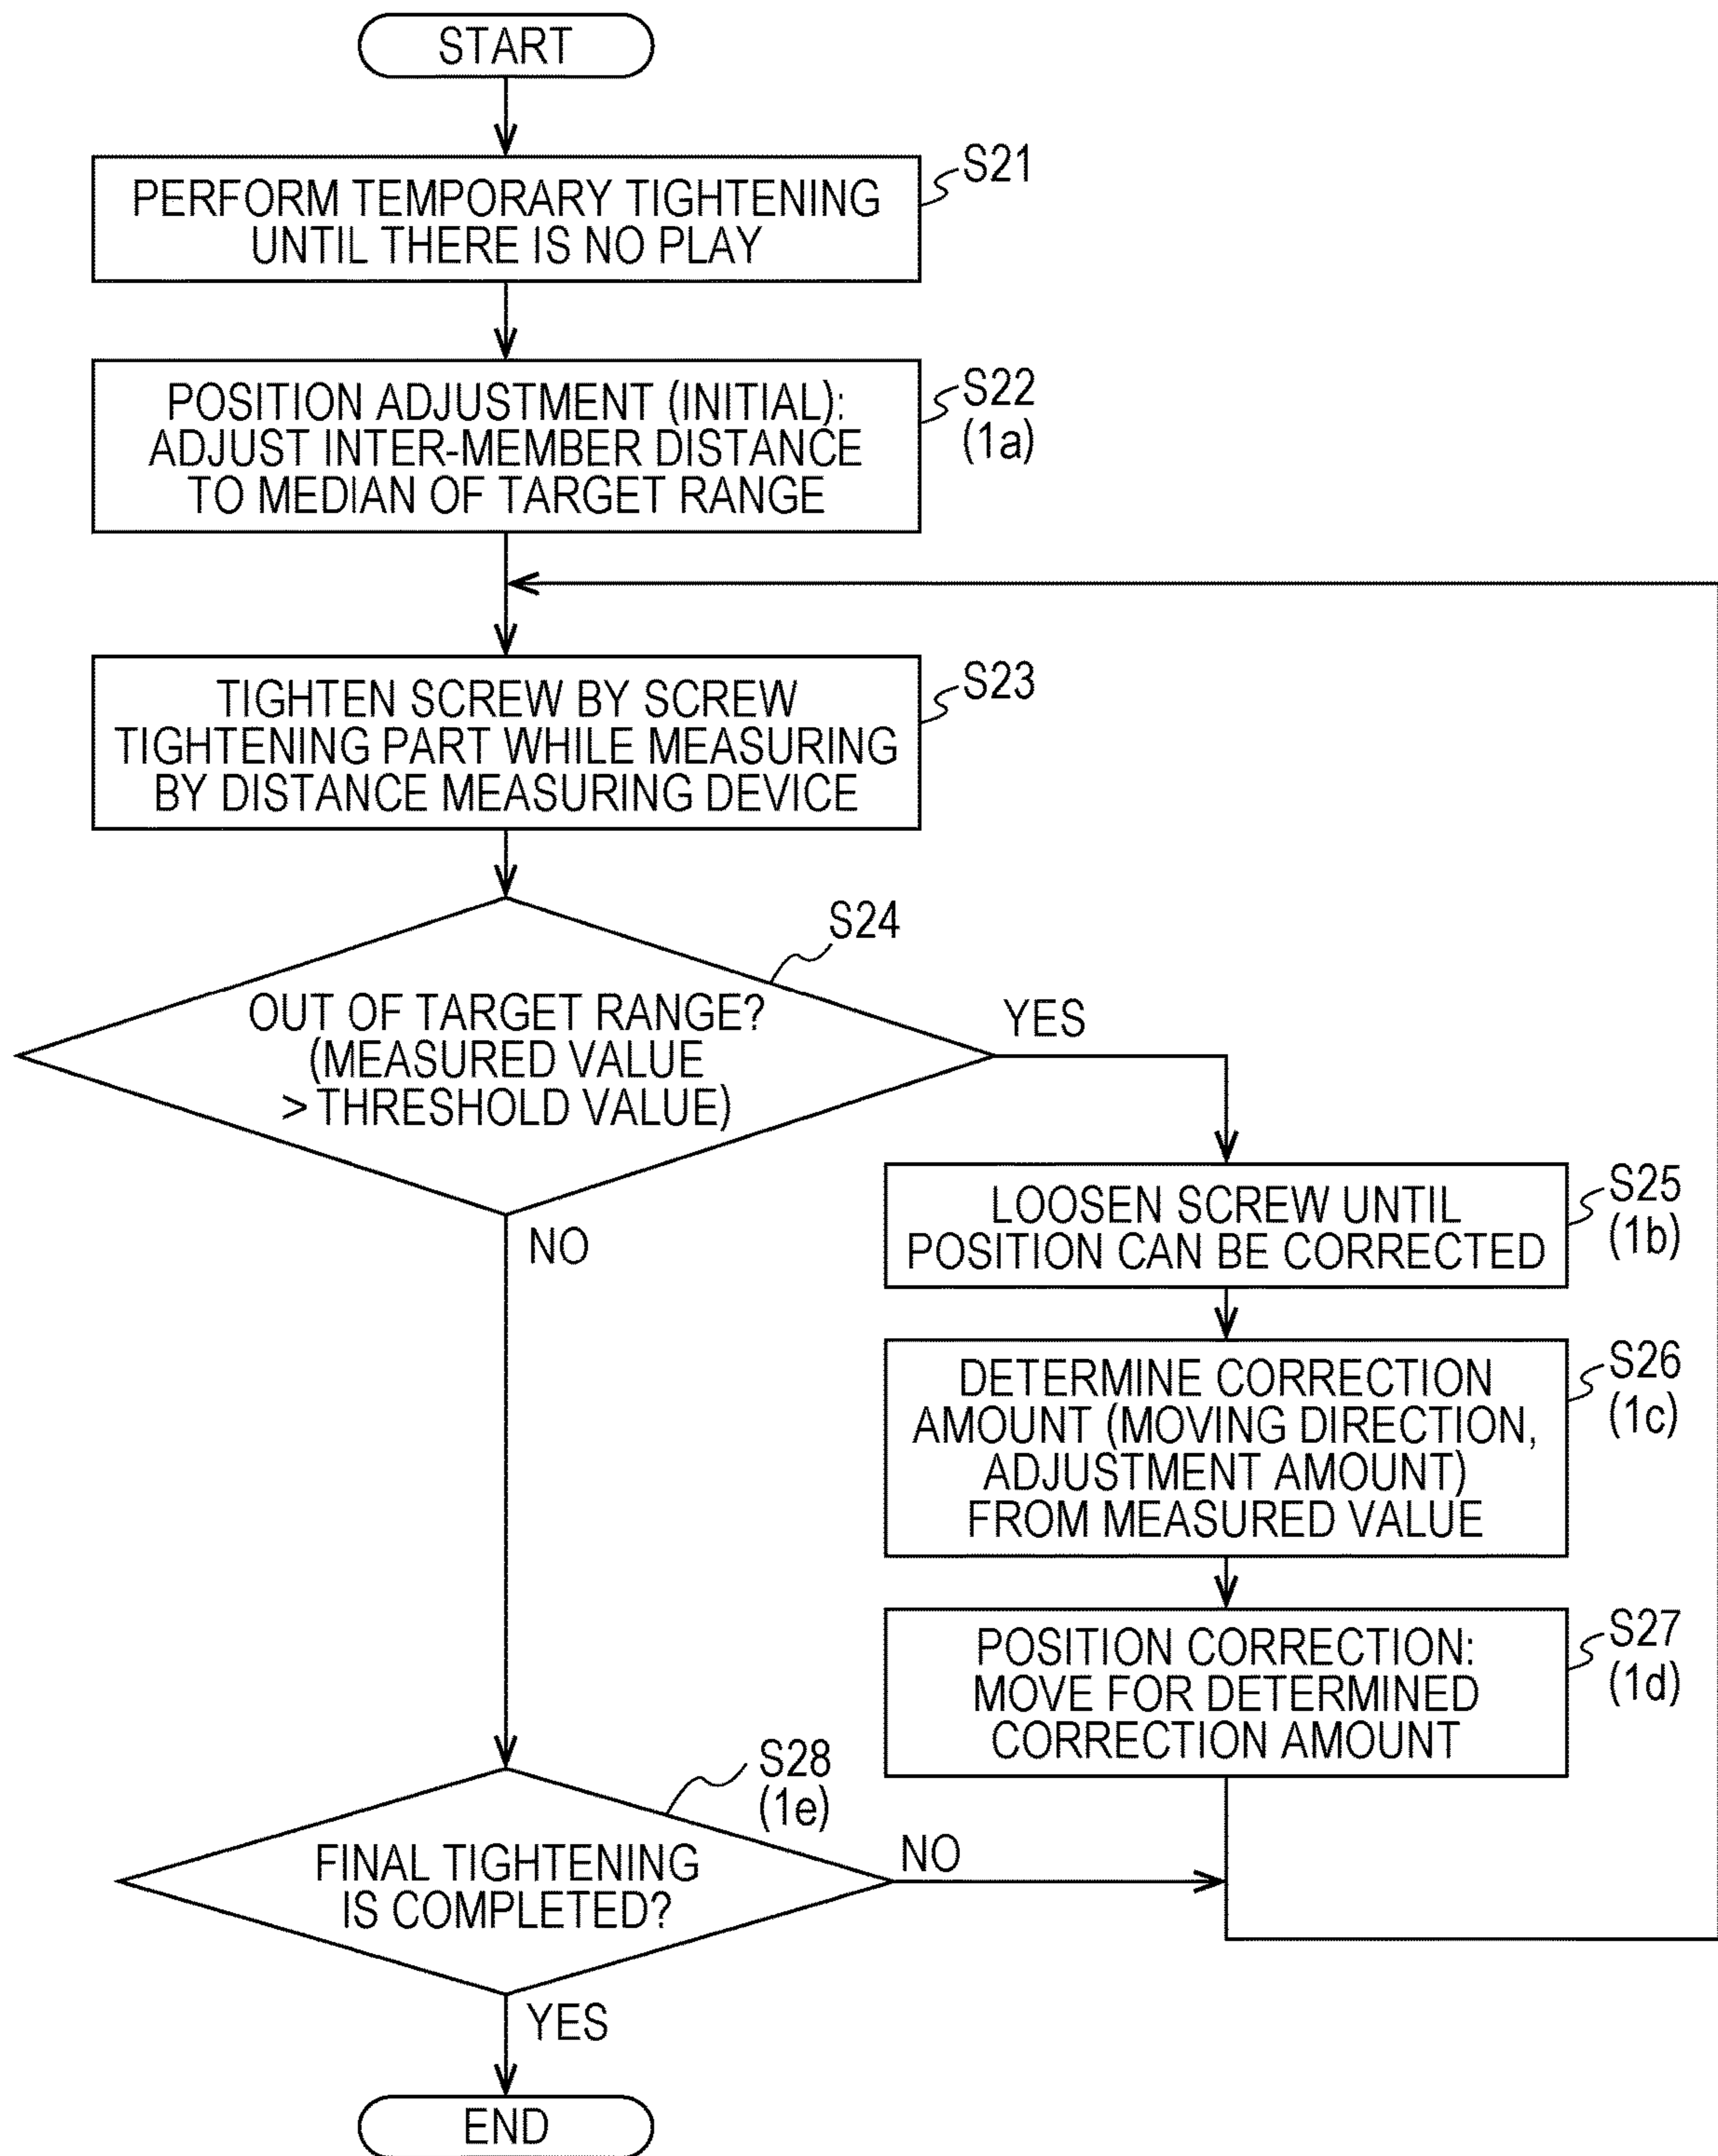 START
S21
PERFORM TEMPORARY TIGHTENING
UNTIL THERE IS NO PLAY
S22
(1a)
POSITION ADJUSTMENT (INITIAL):
ADJUST INTER-MEMBER DISTANCE
TO MEDIAN OF TARGET RANGE
S23
TIGHTEN SCREW BY SCREW
TIGHTENING PART WHILE MEASURING
BY DISTANCE MEASURING DEVICE
S24
OUT OF TARGET RANGE?
(MEASURED VALUE
> THRESHOLD VALUE)
YES
NO
S25
(1b)
LOOSEN SCREW UNTIL
POSITION CAN BE CORRECTED
S26
(1c)
DETERMINE CORRECTION
AMOUNT (MOVING DIRECTION,
ADJUSTMENT AMOUNT)
FROM MEASURED VALUE
S27
(1d)
POSITION CORRECTION:
MOVE FOR DETERMINED
CORRECTION AMOUNT
S28
(1e)
FINAL TIGHTENING
IS COMPLETED?
NO
YES
END